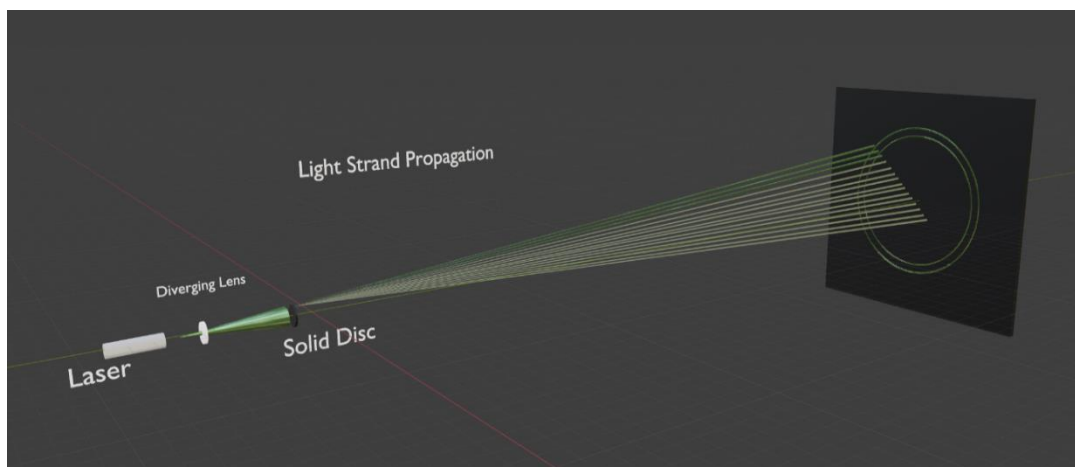 Light Strand Propagation
Diverging Lens
Solid Disc
Laser